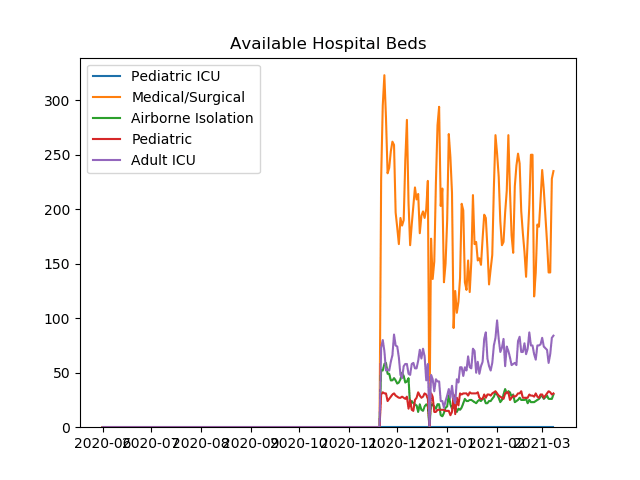 Available Hospital Beds
Pediatric ICU
Medical/Surgical
Airborne Isolation
Pediatric
Adult ICU
300
250
200
150
100
50
0
2020-06 2020-07 2020-08 2020-09 2020-10 2020-11 2020-12 2021-01 2021-02 2021-03